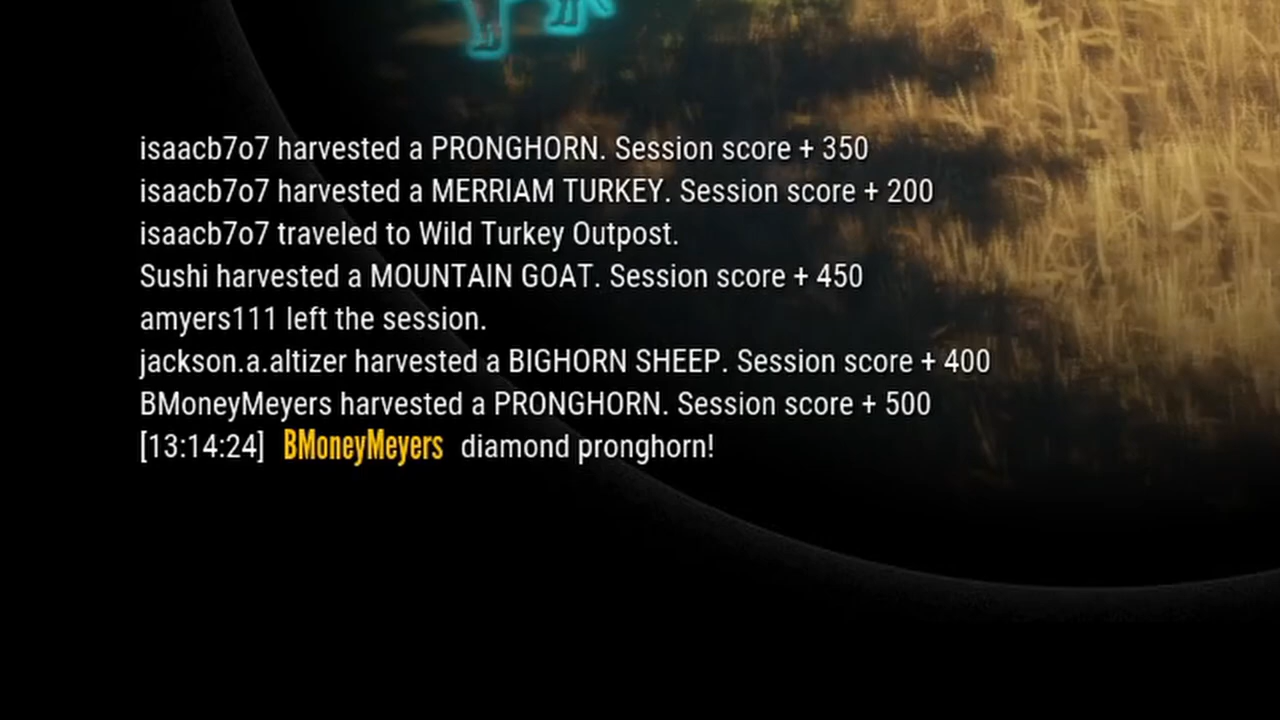 isaacb7o7 harvested a PRONGHORN. Session score + 350
isaacb7o7 harvested a MERRIAM TURKEY. Session score + 200
isaacb7o7 traveled to Wild Turkey Outpost.
Sushi harvested a MOUNTAIN GOAT. Session score + 450
amyers111 left the session.
jackson.a.altizer harvested a BIGHORN SHEEP. Session score + 400
BMoneyMeyers harvested a PRONGHORN. Session score + 500
[13:14:24] BMoneyMeyers diamond pronghorn!